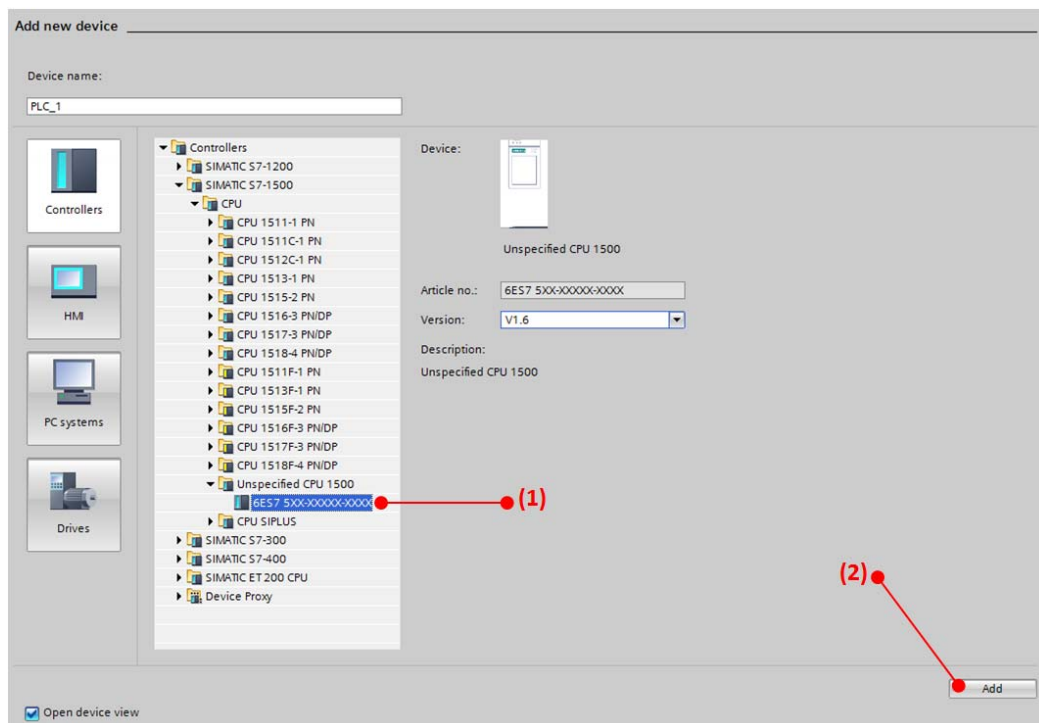 Add new device
Device name:
PLC_1
Controllers
HMI
PC systems
Drives
Controllers
SIMATIC S7-1200
SIMATIC S7-1500
CPU
CPU 1511-1 PN
CPU 1511C-1 PN
CPU 1512C-1 PN
CPU 1513-1 PN
CPU 1515-2 PN
CPU 1516-3 PN/DP
CPU 1517-3 PN/DP
CPU 1518-4 PN/DP
CPU 1511F-1 PN
CPU 1513F-1 PN
CPU 1515F-2 PN
CPU 1516F-3 PN/DP
CPU 1517F-3 PN/DP
CPU 1518F-4 PN/DP
Unspecified CPU 1500
6ES7 5XX-XXXXX-XXXX
CPU SIPLUS
SIMATIC S7-300
SIMATIC S7-400
SIMATIC ET 200 CPU
Device Proxy
Device:
Unspecified CPU 1500
Article no.: 6ES7 5XX-XXXXX-XXXX
Version: V1.6
Description:
Unspecified CPU 1500
(1)
(2)
Add
Open device view